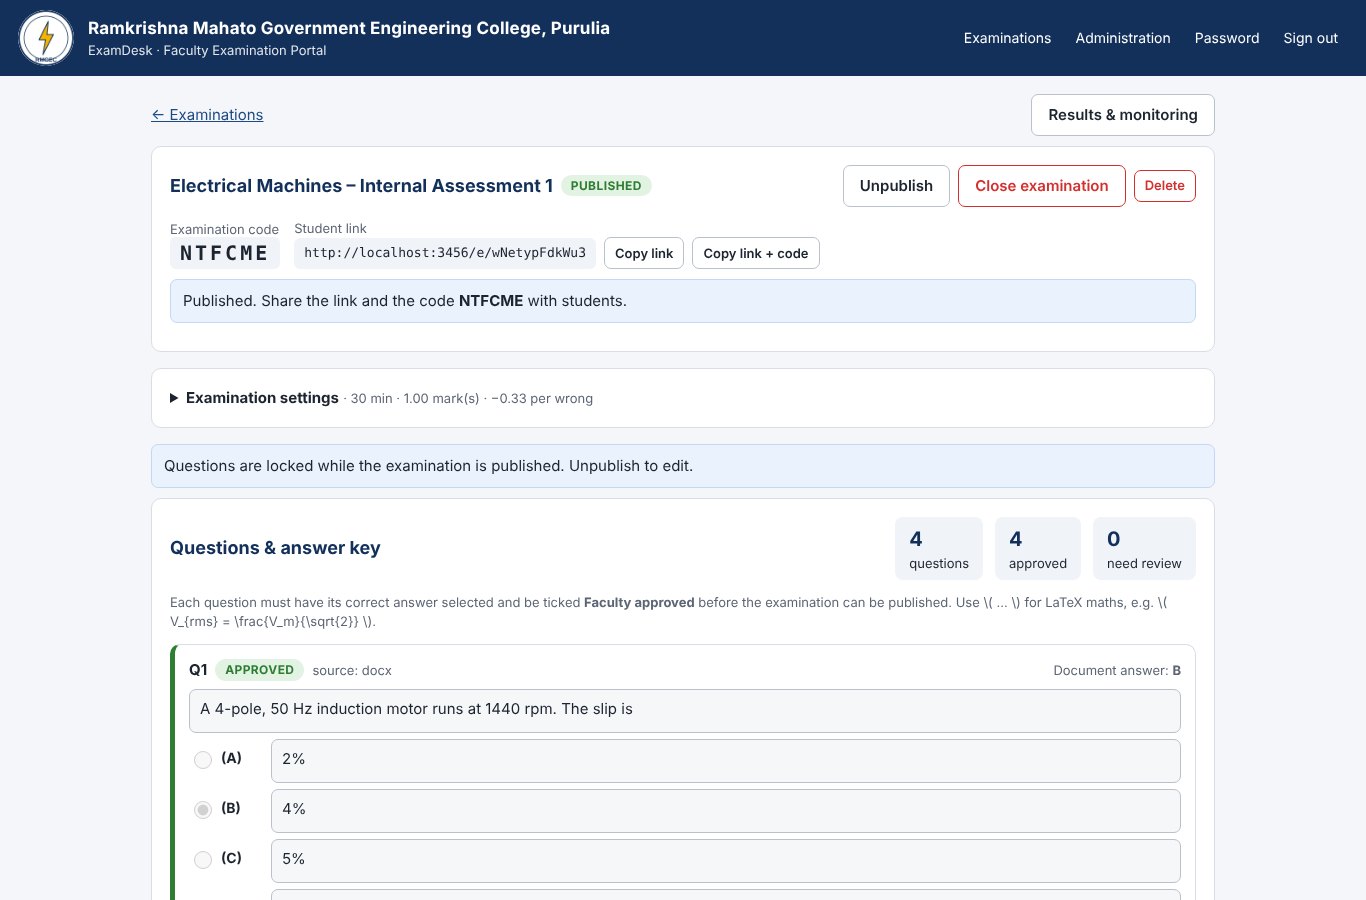 Ramkrishna Mahato Government Engineering College, Purulia
ExamDesk · Faculty Examination Portal
Examinations
Administration
Password
Sign out
← Examinations
Results & monitoring
Electrical Machines – Internal Assessment 1
PUBLISHED
Unpublish
Close examination
Delete
Examination code
Student link
NTFCME
http://localhost:3456/e/wNetypFdkWu3
Copy link
Copy link + code
Published. Share the link and the code NTFCME with students.
Examination settings · 30 min · 1.00 mark(s) · −0.33 per wrong
Questions are locked while the examination is published. Unpublish to edit.
Questions & answer key
4
questions
4
approved
0
need review
Each question must have its correct answer selected and be ticked Faculty approved before the examination can be published. Use \( ... \) for LaTeX maths, e.g. \(
V_{rms} = \frac{V_m}{\sqrt{2}} \).
Q1
APPROVED
source: docx
Document answer: B
A 4-pole, 50 Hz induction motor runs at 1440 rpm. The slip is
(A)
2%
(B)
4%
(C)
5%